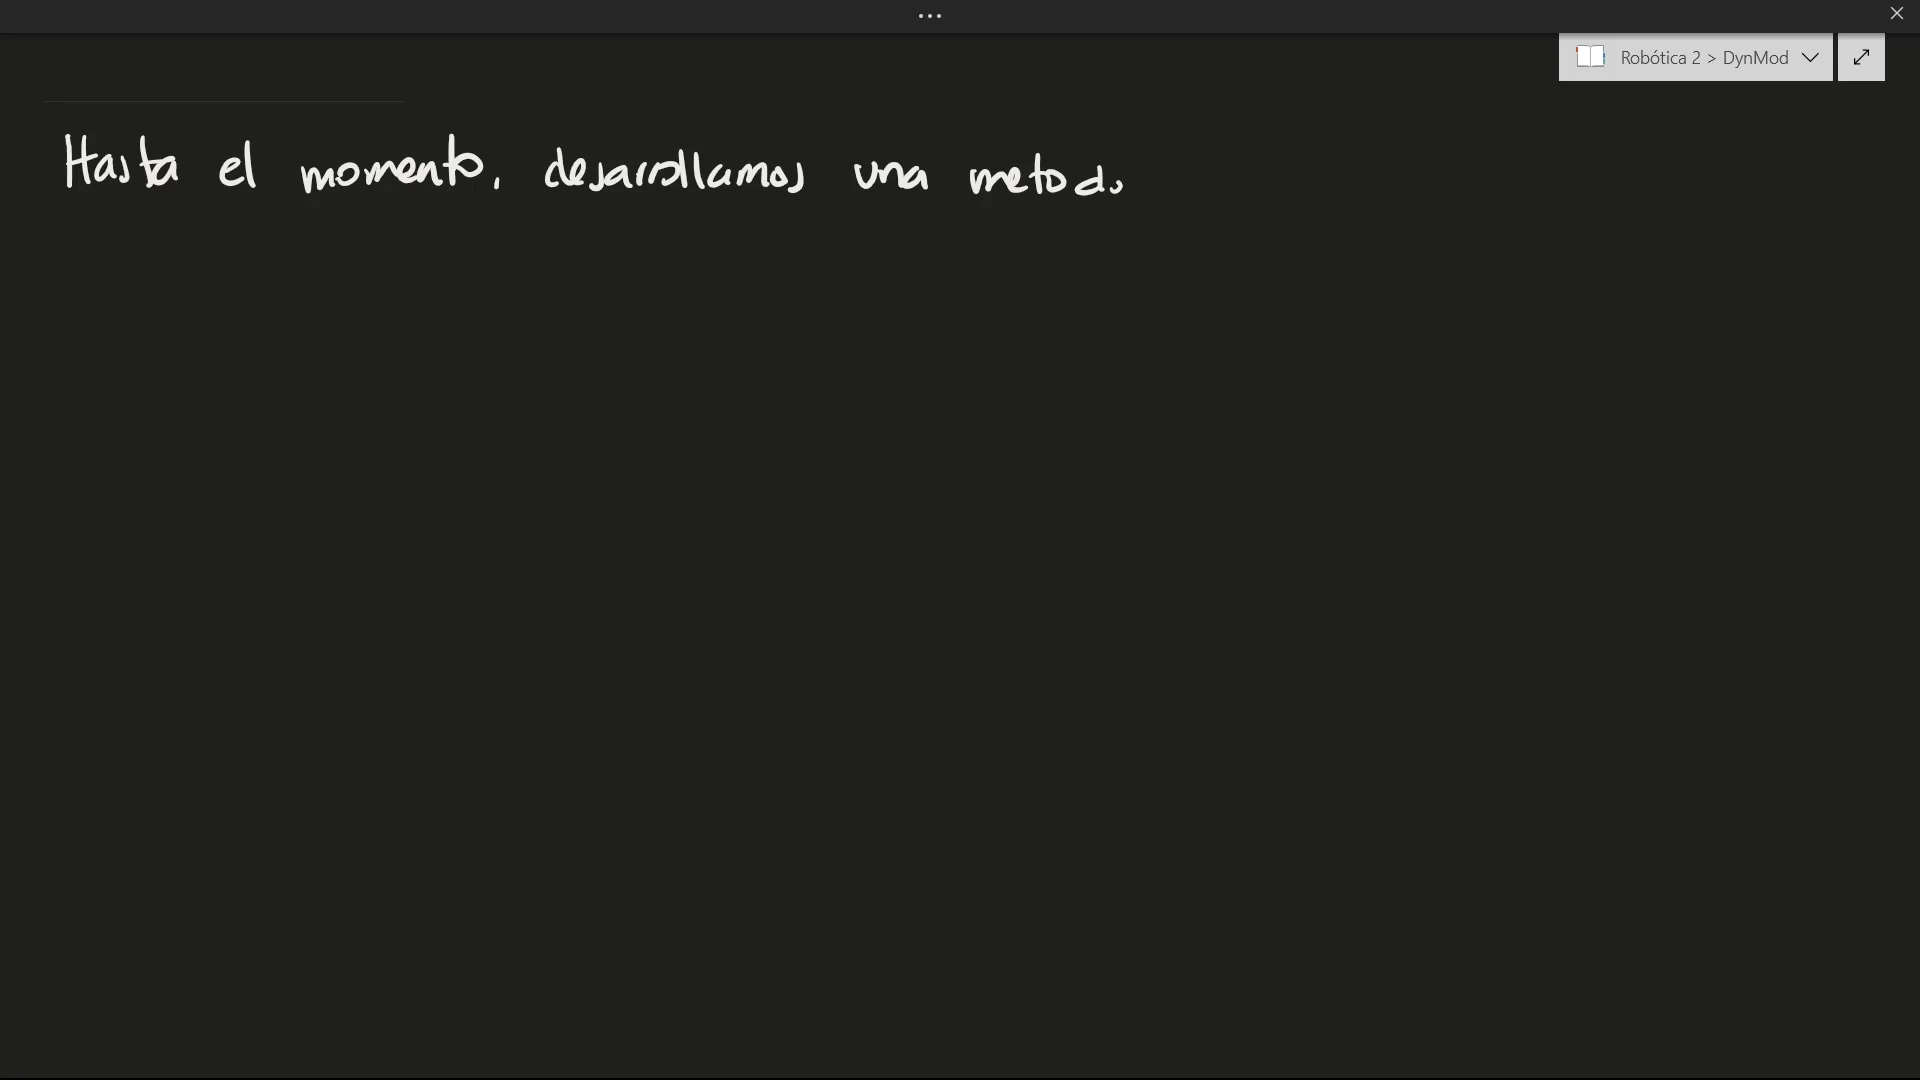 Robótica 2 > DynMod
Hasta el momento, desarrollamos una metodo